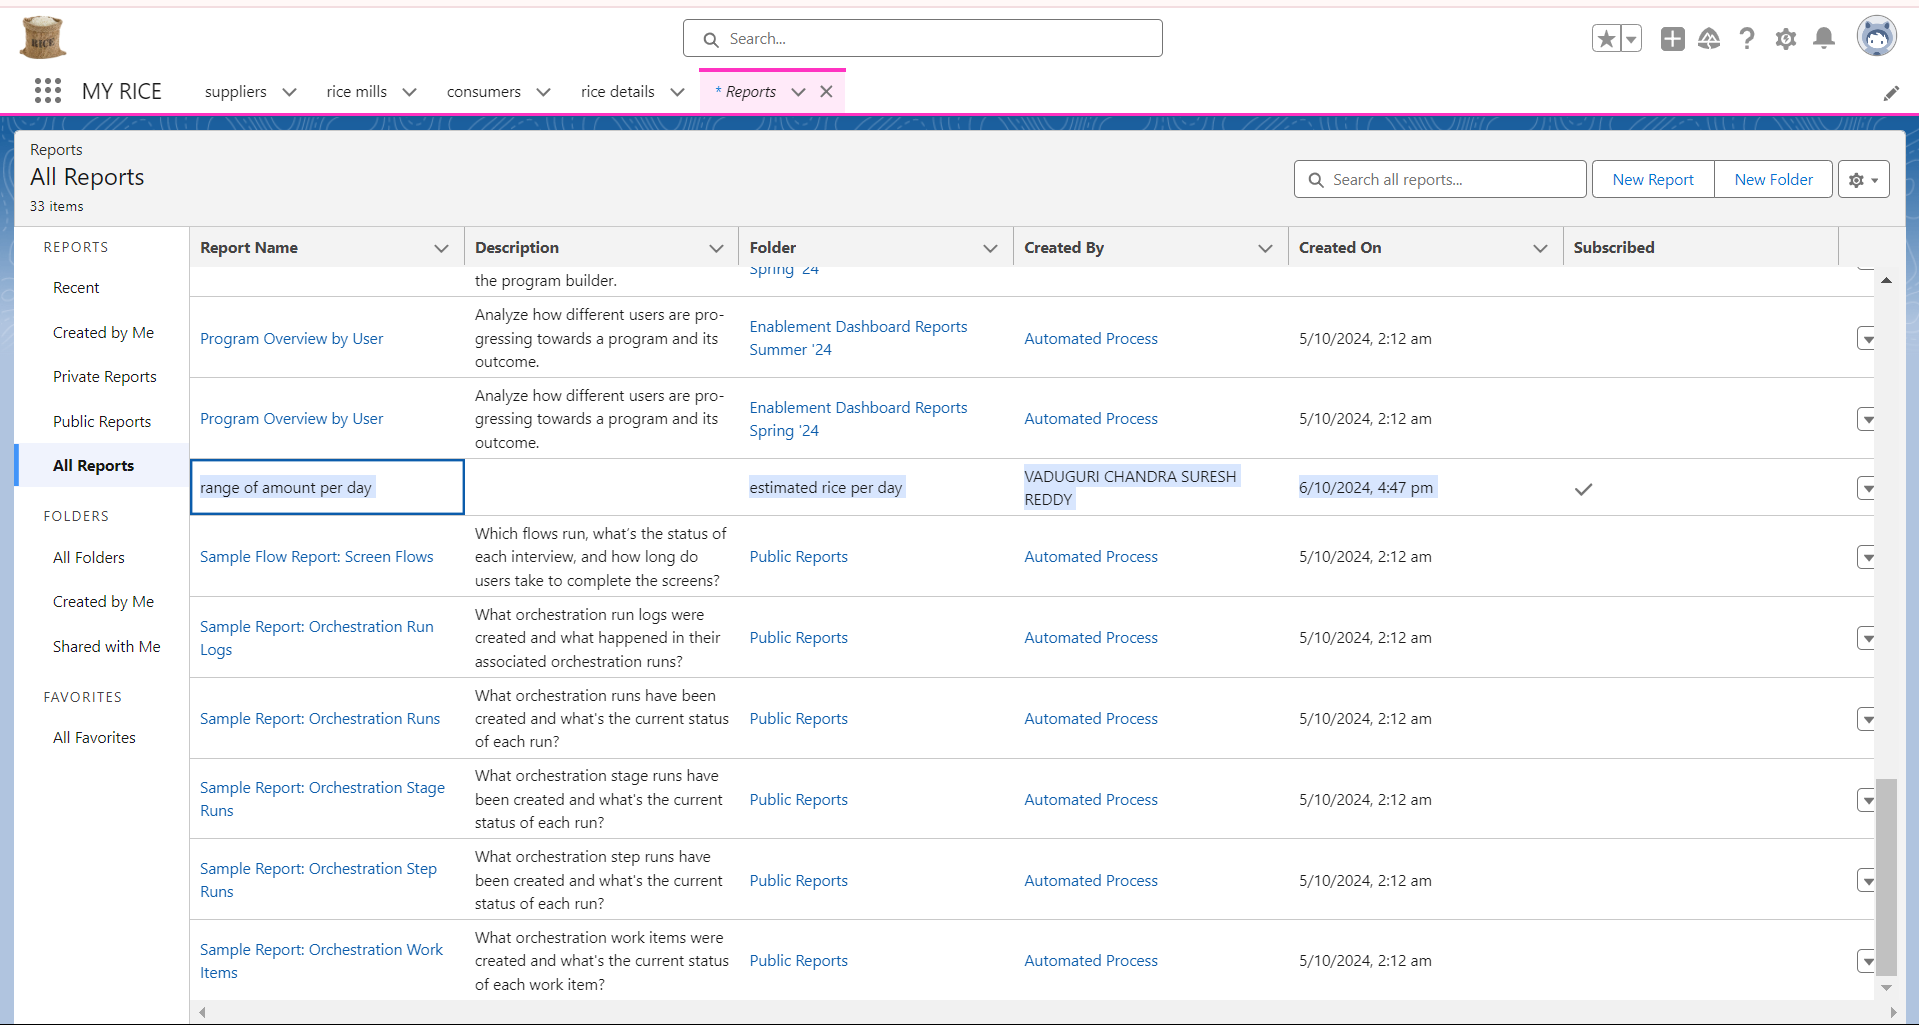 RICE
Search...
MY RICE
suppliers
rice mills
consumers
rice details
* Reports
Reports
All Reports
33 items
Search all reports...
New Report
New Folder
REPORTS
Recent
Created by Me
Private Reports
Public Reports
All Reports
FOLDERS
All Folders
Created by Me
Shared with Me
FAVORITES
All Favorites
Report Name
Description
Folder
Created By
Created On
Subscribed
the program builder.
Spring '24
Program Overview by User
Analyze how different users are pro-
gressing towards a program and its
outcome.
Enablement Dashboard Reports
Summer '24
Automated Process
5/10/2024, 2:12 am
Program Overview by User
Analyze how different users are pro-
gressing towards a program and its
outcome.
Enablement Dashboard Reports
Spring '24
Automated Process
5/10/2024, 2:12 am
range of amount per day
estimated rice per day
VADUGURI CHANDRA SURESH
REDDY
6/10/2024, 4:47 pm
Sample Flow Report: Screen Flows
Which flows run, what’s the status of
each interview, and how long do
users take to complete the screens?
Public Reports
Automated Process
5/10/2024, 2:12 am
Sample Report: Orchestration Run
Logs
What orchestration run logs were
created and what happened in their
associated orchestration runs?
Public Reports
Automated Process
5/10/2024, 2:12 am
Sample Report: Orchestration Runs
What orchestration runs have been
created and what's the current status
of each run?
Public Reports
Automated Process
5/10/2024, 2:12 am
Sample Report: Orchestration Stage
Runs
What orchestration stage runs have
been created and what's the current
status of each run?
Public Reports
Automated Process
5/10/2024, 2:12 am
Sample Report: Orchestration Step
Runs
What orchestration step runs have
been created and what's the current
status of each run?
Public Reports
Automated Process
5/10/2024, 2:12 am
Sample Report: Orchestration Work
Items
What orchestration work items were
created and what's the current status
of each work item?
Public Reports
Automated Process
5/10/2024, 2:12 am